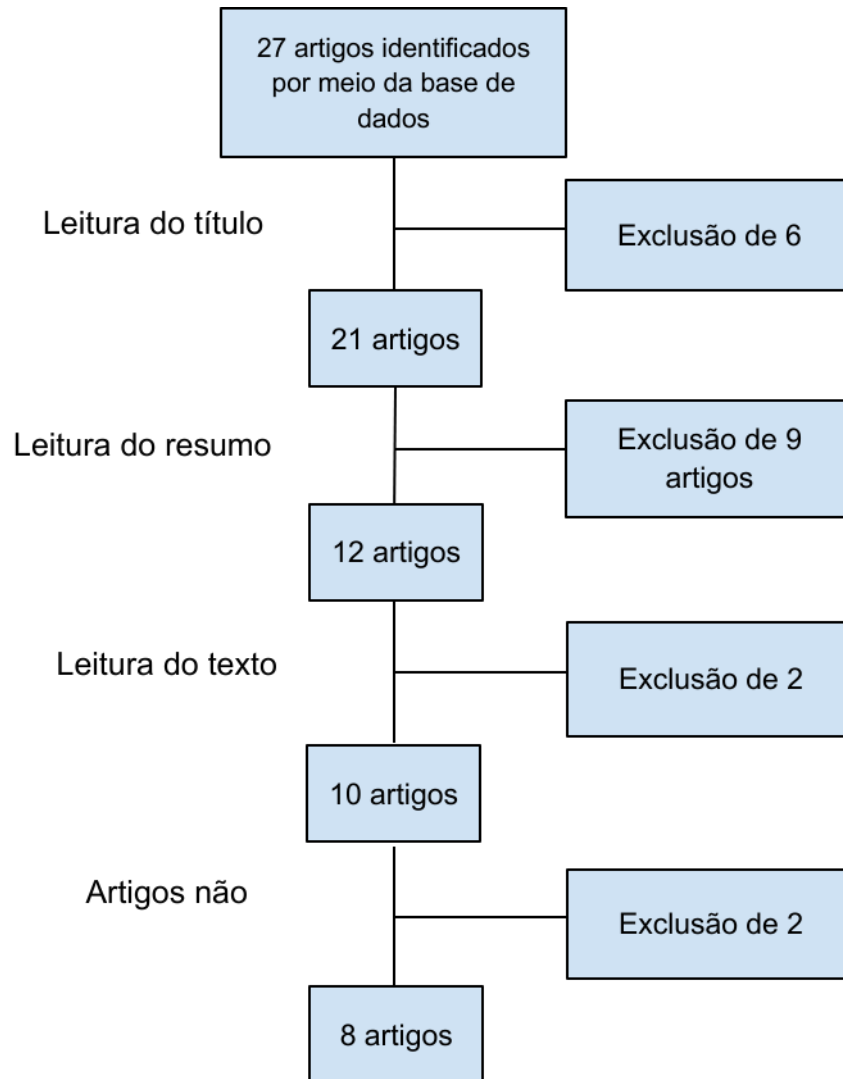 27 artigos identificados
por meio da base de
dados
Leitura do título
Exclusão de 6
21 artigos
Leitura do resumo
Exclusão de 9
artigos
12 artigos
Leitura do texto
Exclusão de 2
10 artigos
Artigos não
Exclusão de 2
8 artigos